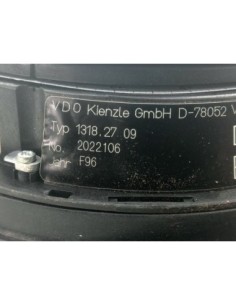 VDO Kienzle GmbH D-78052 V
Typ 1318.27 09
No. 2022106
Jahr F96